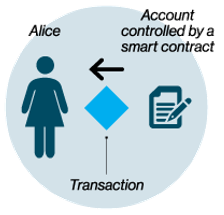 Alice
Account
controlled by a
smart contract
Transaction